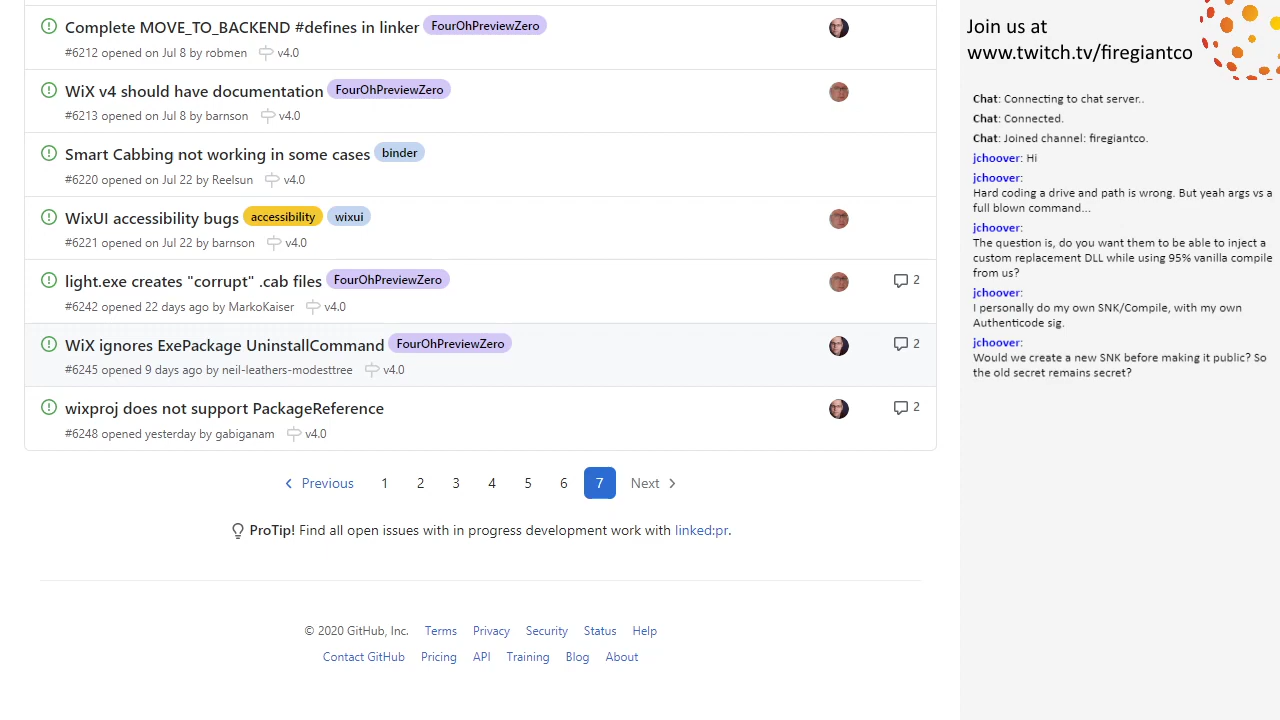 Complete MOVE_TO_BACKEND #defines in linker FourOhPreviewZero
#6212 opened on Jul 8 by robmen v4.0
WiX v4 should have documentation FourOhPreviewZero
#6213 opened on Jul 8 by barnson v4.0
Smart Cabbing not working in some cases binder
#6220 opened on Jul 22 by Reelsun v4.0
WixUI accessibility bugs accessibility wixui
#6221 opened on Jul 22 by barnson v4.0
light.exe creates "corrupt" .cab files FourOhPreviewZero 2
#6242 opened 22 days ago by MarkoKaiser v4.0
WiX ignores ExePackage UninstallCommand FourOhPreviewZero 2
#6245 opened 9 days ago by neil-leathers-modesttree v4.0
wixproj does not support PackageReference 2
#6248 opened yesterday by gabiganam v4.0
Previous 1 2 3 4 5 6 7 Next
ProTip! Find all open issues with in progress development work with linked:pr.
© 2020 GitHub, Inc. Terms Privacy Security Status Help
Contact GitHub Pricing API Training Blog About
Join us at
www.twitch.tv/firegiantco
Chat: Connecting to chat server..
Chat: Connected.
Chat: Joined channel: firegiantco.
jchoover: Hi
jchoover:
Hard coding a drive and path is wrong. But yeah args vs a
full blown command...
jchoover:
The question is, do you want them to be able to inject a
custom replacement DLL while using 95% vanilla compile
from us?
jchoover:
I personally do my own SNK/Compile, with my own
Authenticode sig.
jchoover:
Would we create a new SNK before making it public? So
the old secret remains secret?